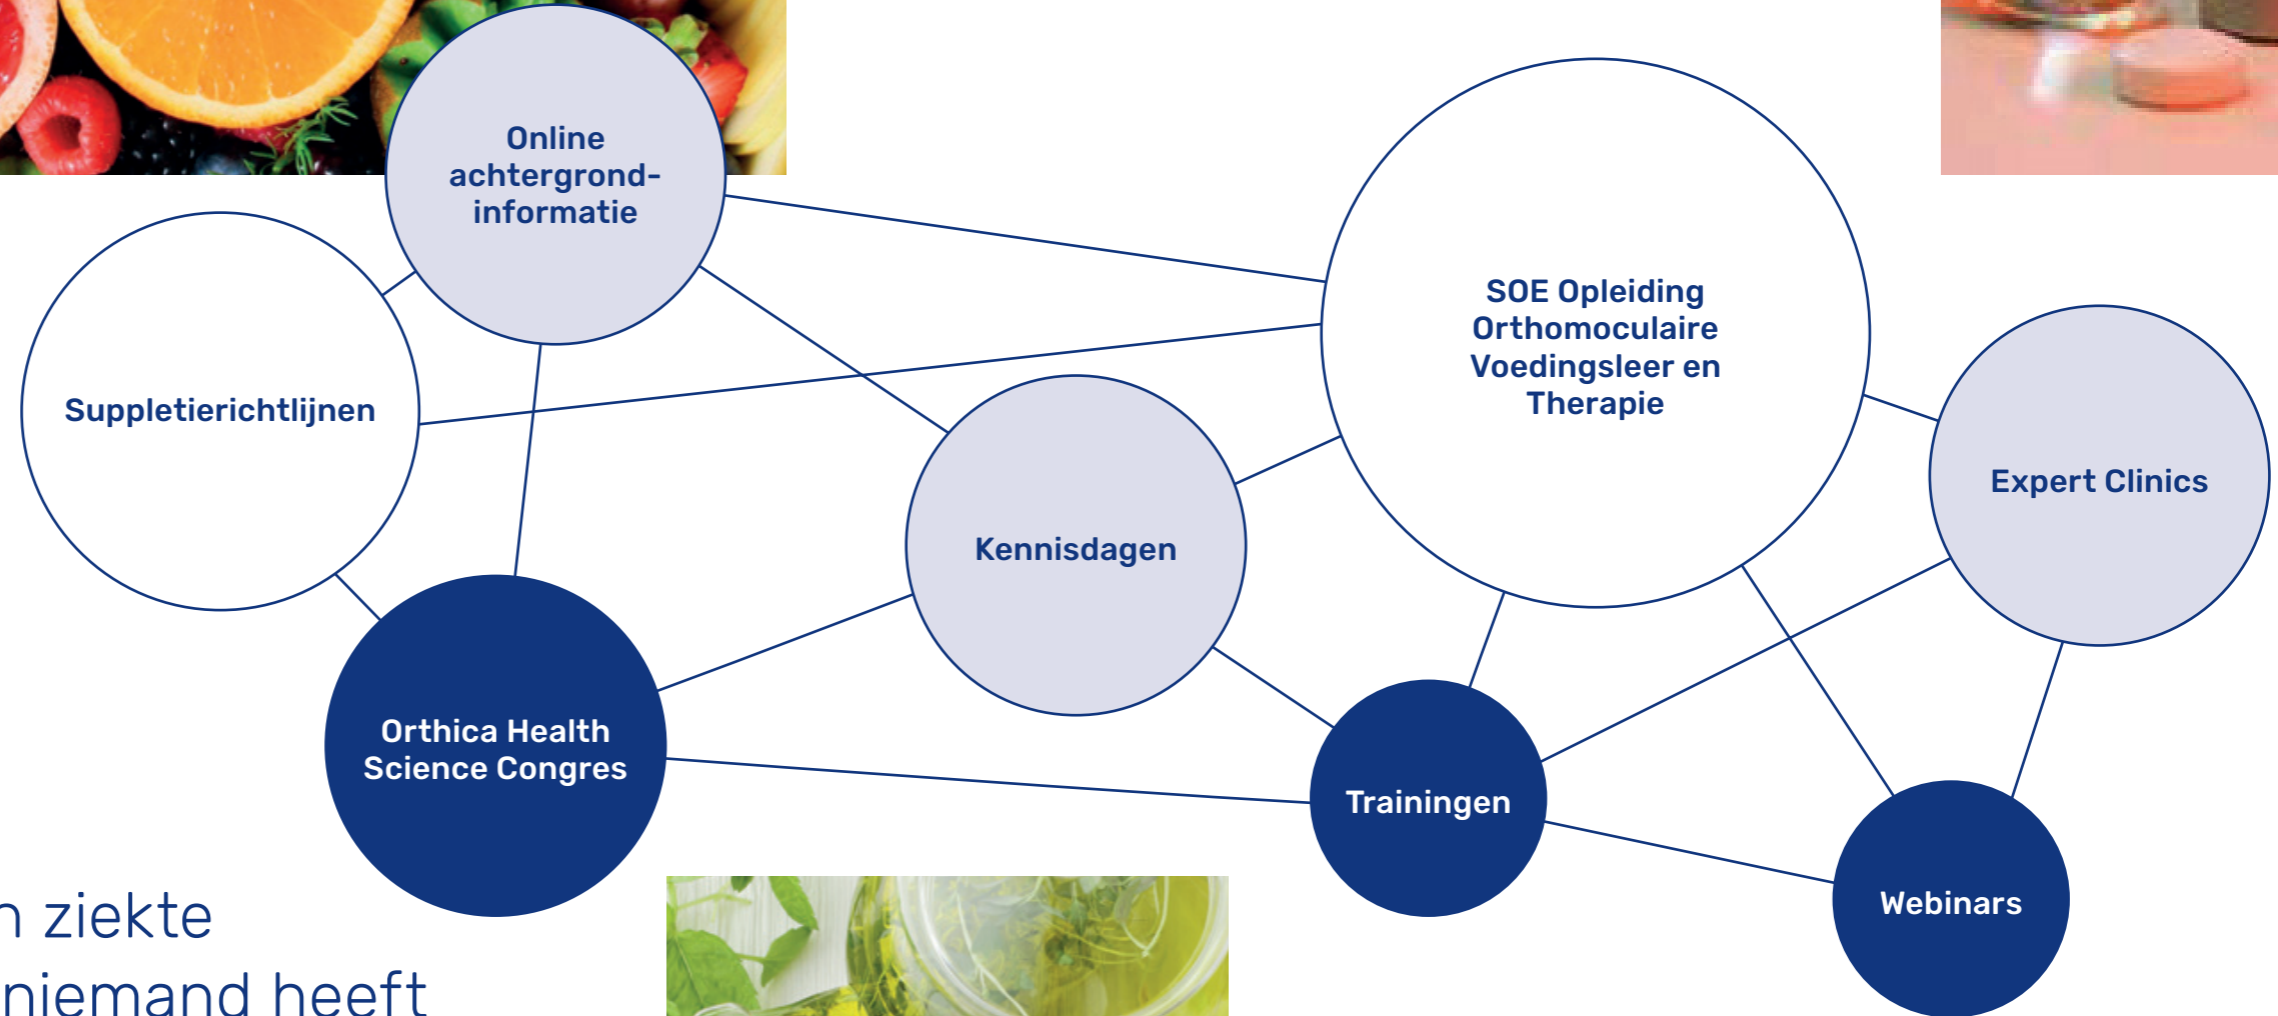 Online
achtergrond-
informatie
SOE Opleiding
Orthomoculaire
Voedingsleer en
Therapie
Suppletierichtlijnen
Expert Clinics
Kennisdagen
Orthica Health
Science Congres
Trainingen
Webinars
ziekte
niemand heeft